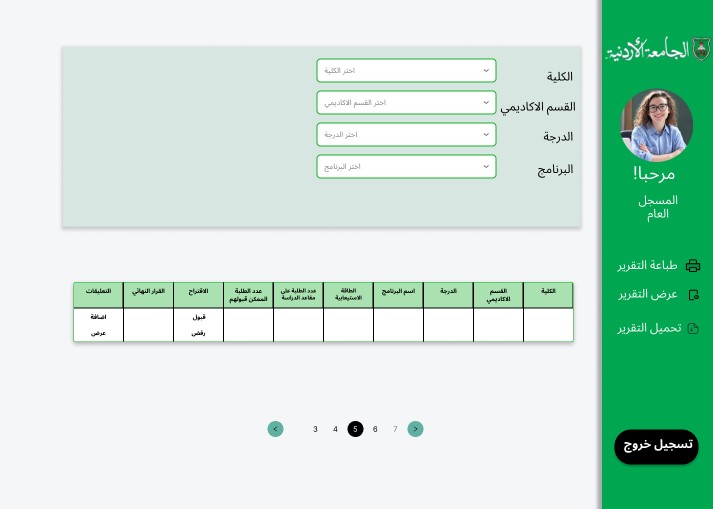 الجامعة الأردنية
مرحبا!
المسجل
العام
طباعة التقرير
عرض التقرير
تحميل التقرير
تسجيل خروج
الكلية
اختر الكلية
القسم الاكاديمي
اختر القسم الاكاديمي
الدرجة
اختر الدرجة
البرنامج
اختر البرنامج
الكلية
القسم
الاكاديمي
الدرجة
اسم البرنامج
الطاقة
الاستيعابية
عدد الطلبة على
مقاعد الدراسة
عدد الطلبة
الممكن قبولهم
الاقتراح
القرار النهائي
التعليقات
قبول
رفض
اضافة
عرض
< 3 4 5 6 7 >